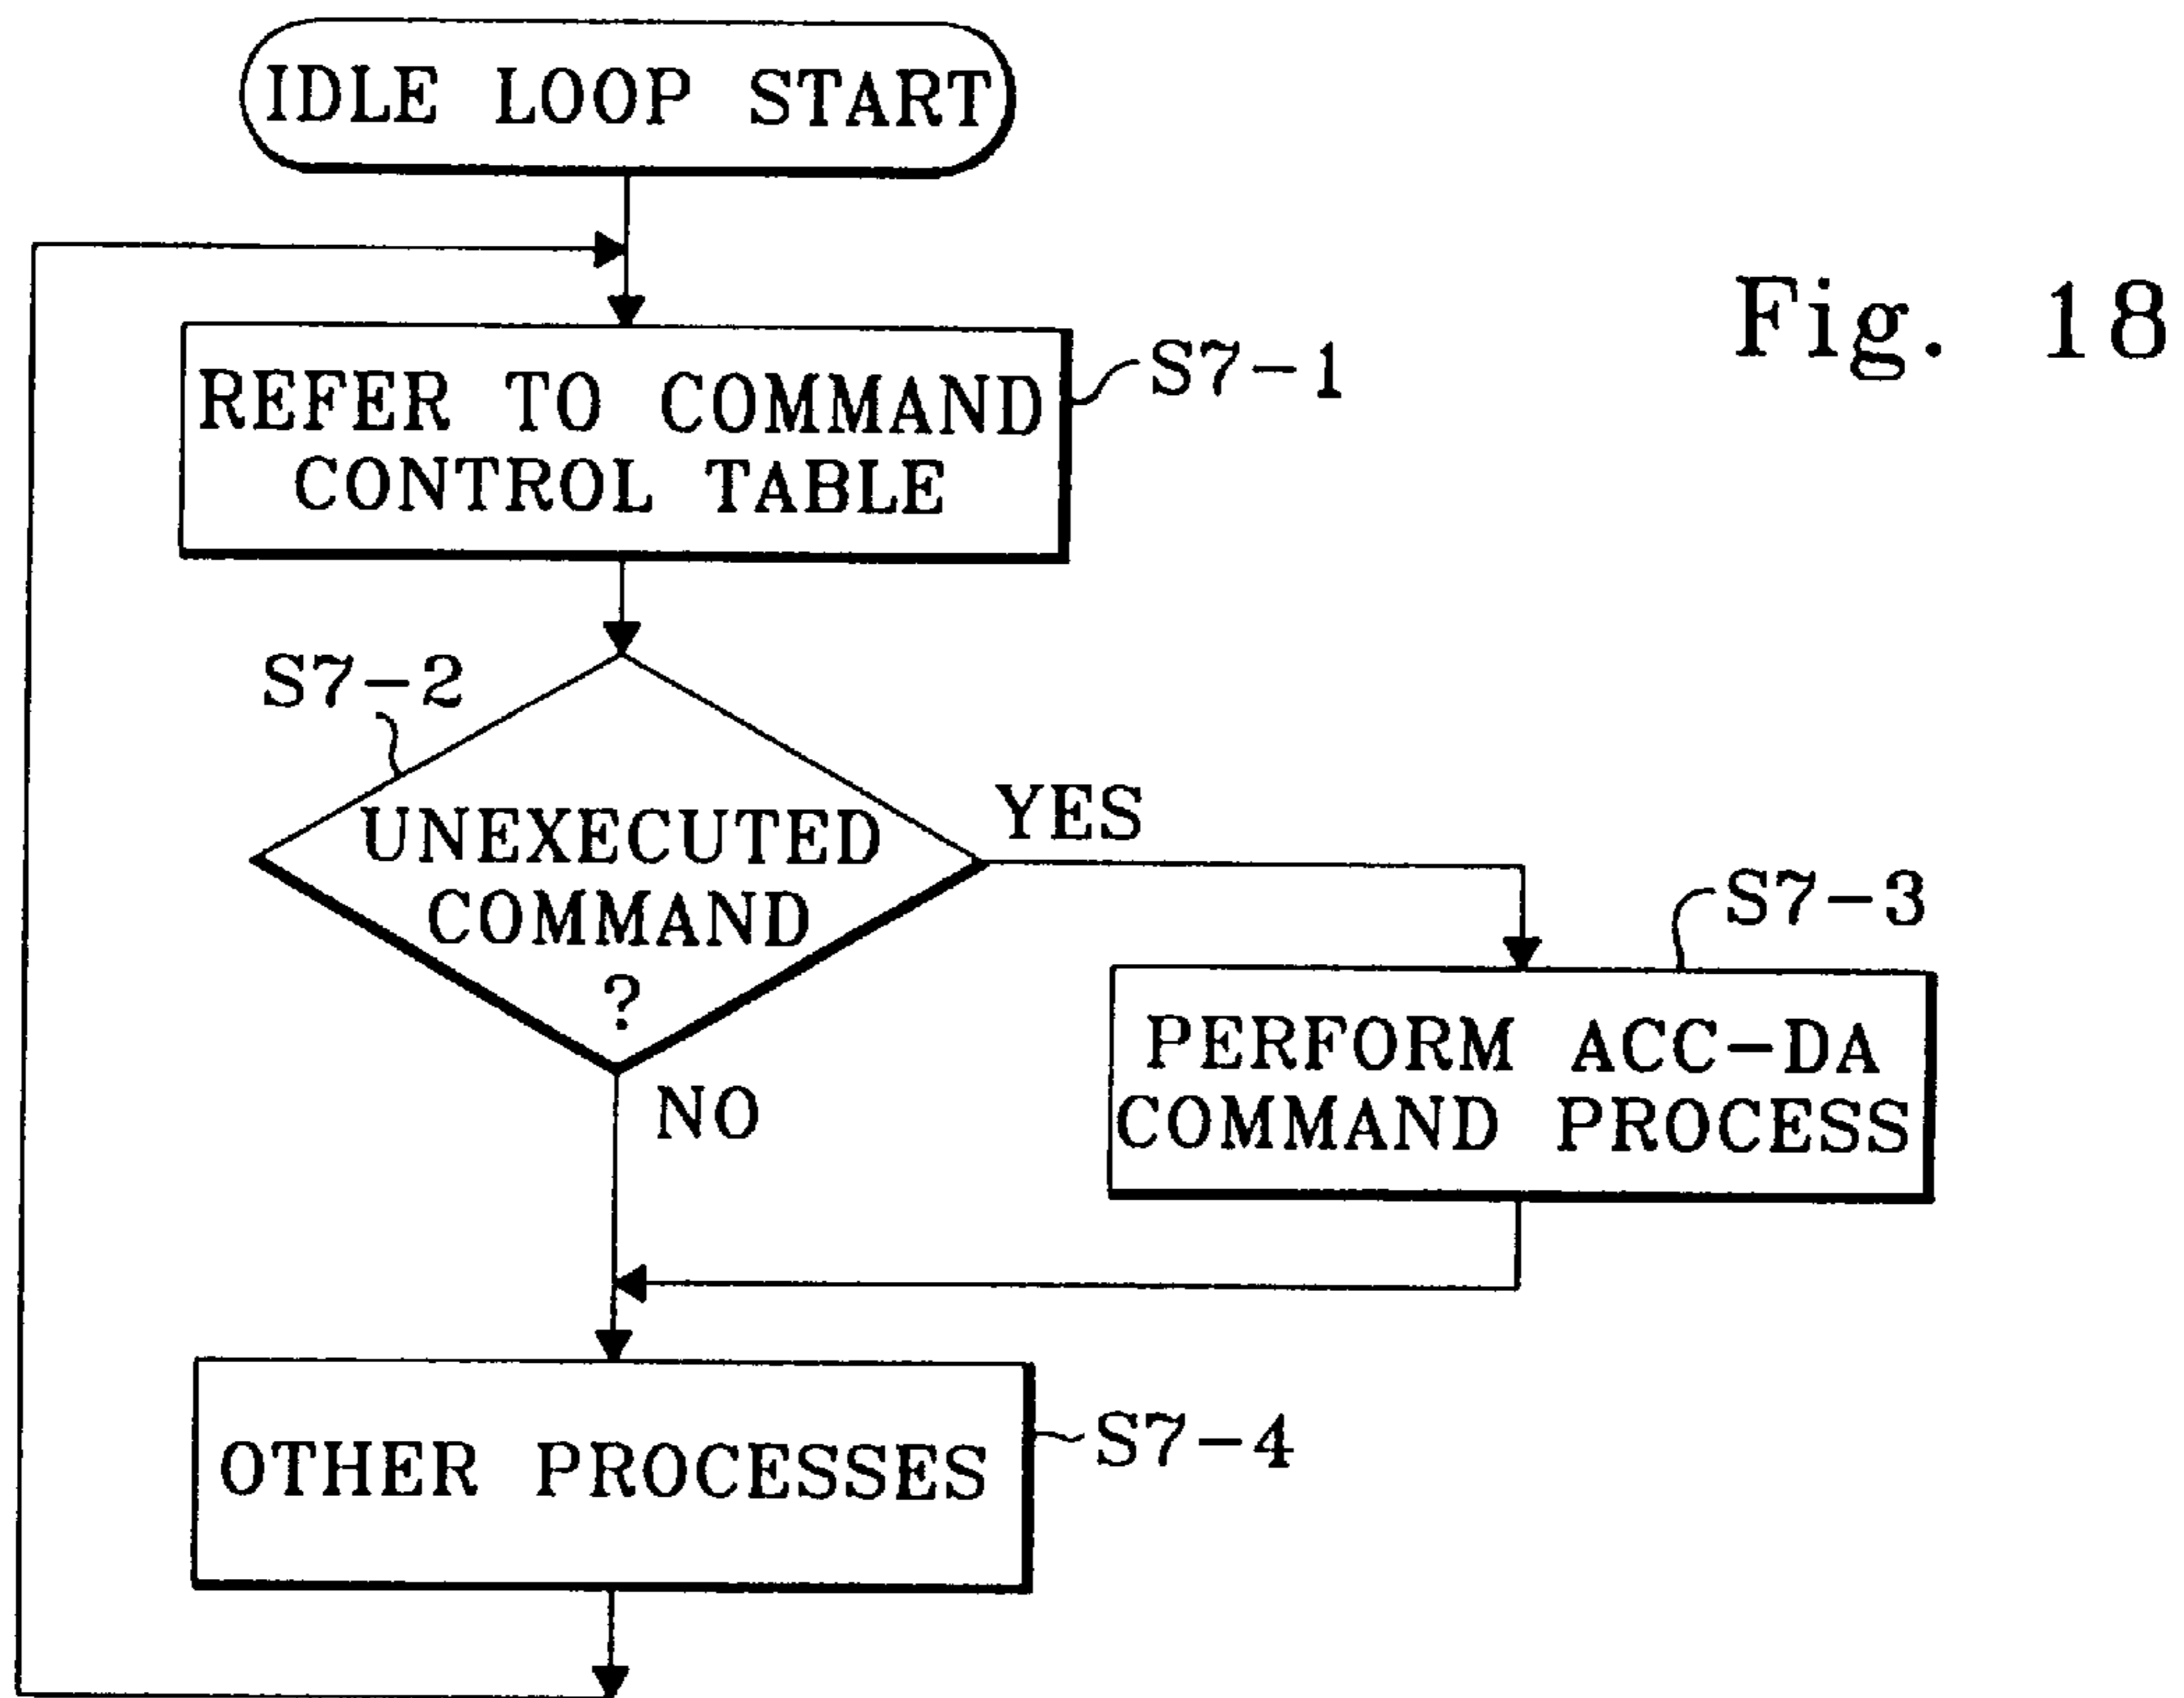 IDLE LOOP START
Fig. 18
REFER TO COMMAND
CONTROL TABLE
S7-1
S7-2
UNEXECUTED
COMMAND
?
YES
NO
S7-3
PERFORM ACC-DA
COMMAND PROCESS
OTHER PROCESSES
S7-4